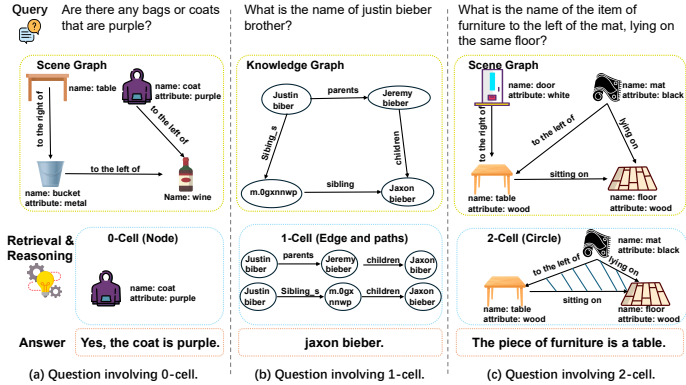 Query
Are there any bags or coats
that are purple?
Scene Graph
name: table
name: coat
attribute: purple
to the right of
to the left of
to the left of
name: bucket
attribute: metal
Name: wine
Retrieval &
Reasoning
0-Cell (Node)
name: coat
attribute: purple
Answer
Yes, the coat is purple.
(a) Question involving 0-cell.
What is the name of justin bieber
brother?
Knowledge Graph
Justin
biber
parents
Jeremy
bieber
Sibing_s
children
m.0gxnnwp
sibling
Jaxon
bieber
1-Cell (Edge and paths)
Justin
biber
parents
Jeremy
bieber
children
Jaxon
biber
Justin
biber
Sibling_s
m.0gx
nnwp
children
Jaxon
bieber
jaxon bieber.
(b) Question involving 1-cell.
What is the name of the item of
furniture to the left of the mat, lying on
the same floor?
Scene Graph
name: door
attribute: white
name: mat
attribute: black
to the right of
to the left of
lying on
sitting on
name: table
attribute: wood
name: floor
attribute: wood
2-Cell (Circle)
name: mat
attribute: black
to the left of
lying on
sitting on
name: table
attribute: wood
name: floor
attribute: wood
The piece of furniture is a table.
(c) Question involving 2-cell.